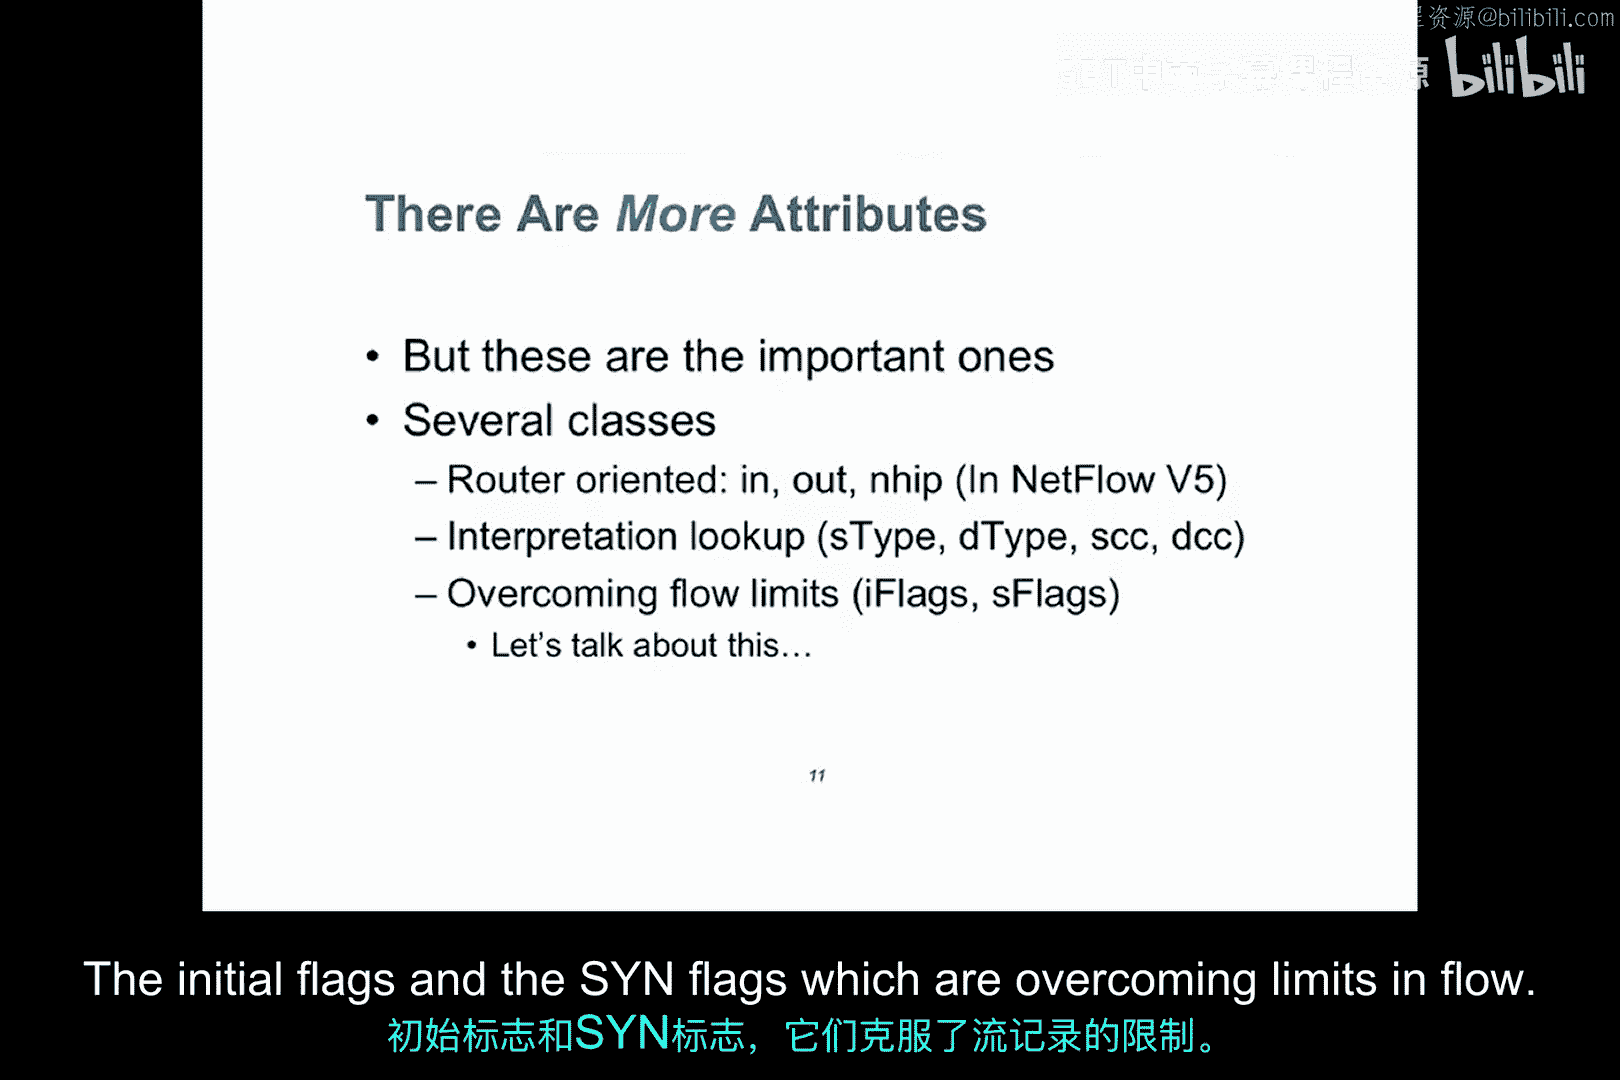 资源@bilibili.com
bilibili
There Are More Attributes
• But these are the important ones
• Several classes
– Router oriented: in, out, nhip (In NetFlow V5)
– Interpretation lookup (sType, dType, scc, dcc)
– Overcoming flow limits (iFlags, sFlags)
• Let's talk about this…
11
The initial flags and the SYN flags which are overcoming limits in flow.
初始标志和SYN标志，它们克服了流记录的限制。